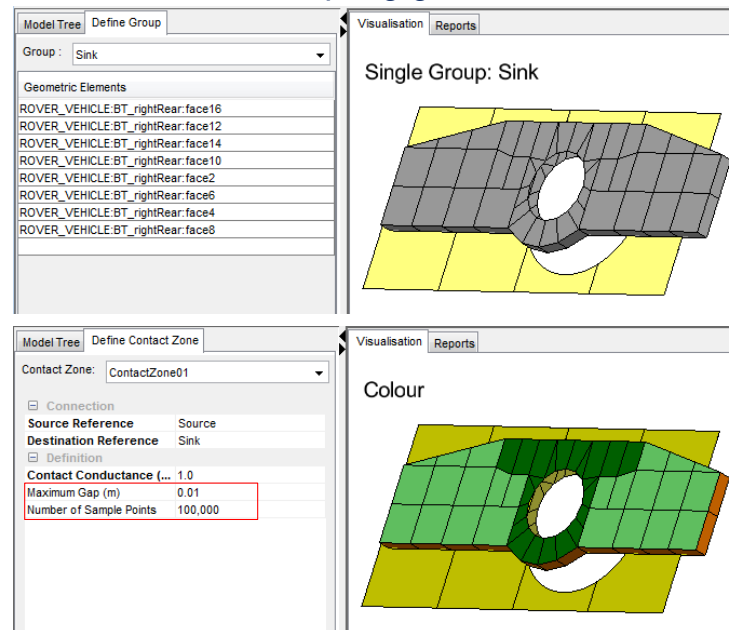 Model Tree Define Group
Group : Sink
Geometric Elements
ROVER_VEHICLE:BT_rightRear:face16
ROVER_VEHICLE:BT_rightRear:face12
ROVER_VEHICLE:BT_rightRear:face14
ROVER_VEHICLE:BT_rightRear:face10
ROVER_VEHICLE:BT_rightRear:face2
ROVER_VEHICLE:BT_rightRear:face6
ROVER_VEHICLE:BT_rightRear:face4
ROVER_VEHICLE:BT_rightRear:face8
Visualisation Reports
Single Group: Sink
Model Tree Define Contact Zone
Contact Zone: ContactZone01
Connection
Source Reference Source
Destination Reference Sink
Definition
Contact Conductance (... 1.0
Maximum Gap (m) 0.01
Number of Sample Points 100,000
Visualisation Reports
Colour